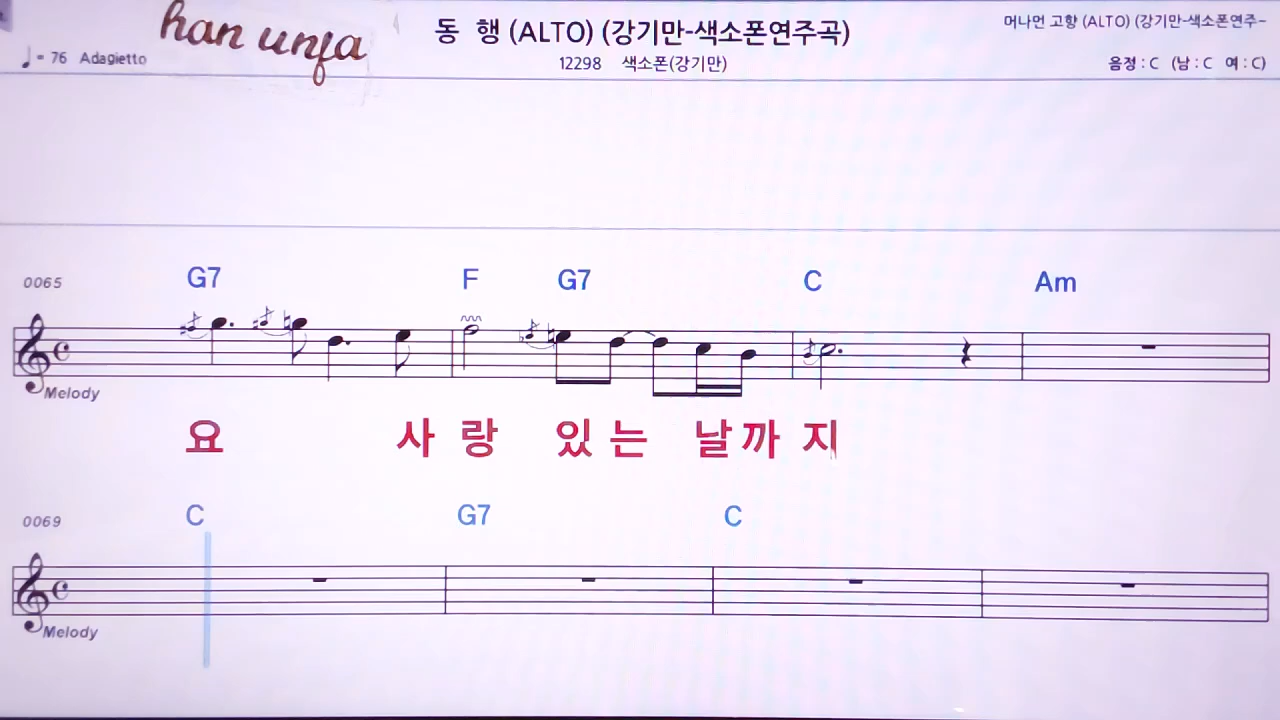 han unja
동 행 (ALTO) (강기만-색소폰연주곡)
머나먼 고향 (ALTO) (강기만-색소폰연주-
♩ = 76 Adagietto
12298 색소폰(강기만)
음정 : C (남 : C 여 : C)
0065 G7 F G7 C Am
Melody
요 사 랑 있 는 날 까 지
0069 C G7 C
Melody